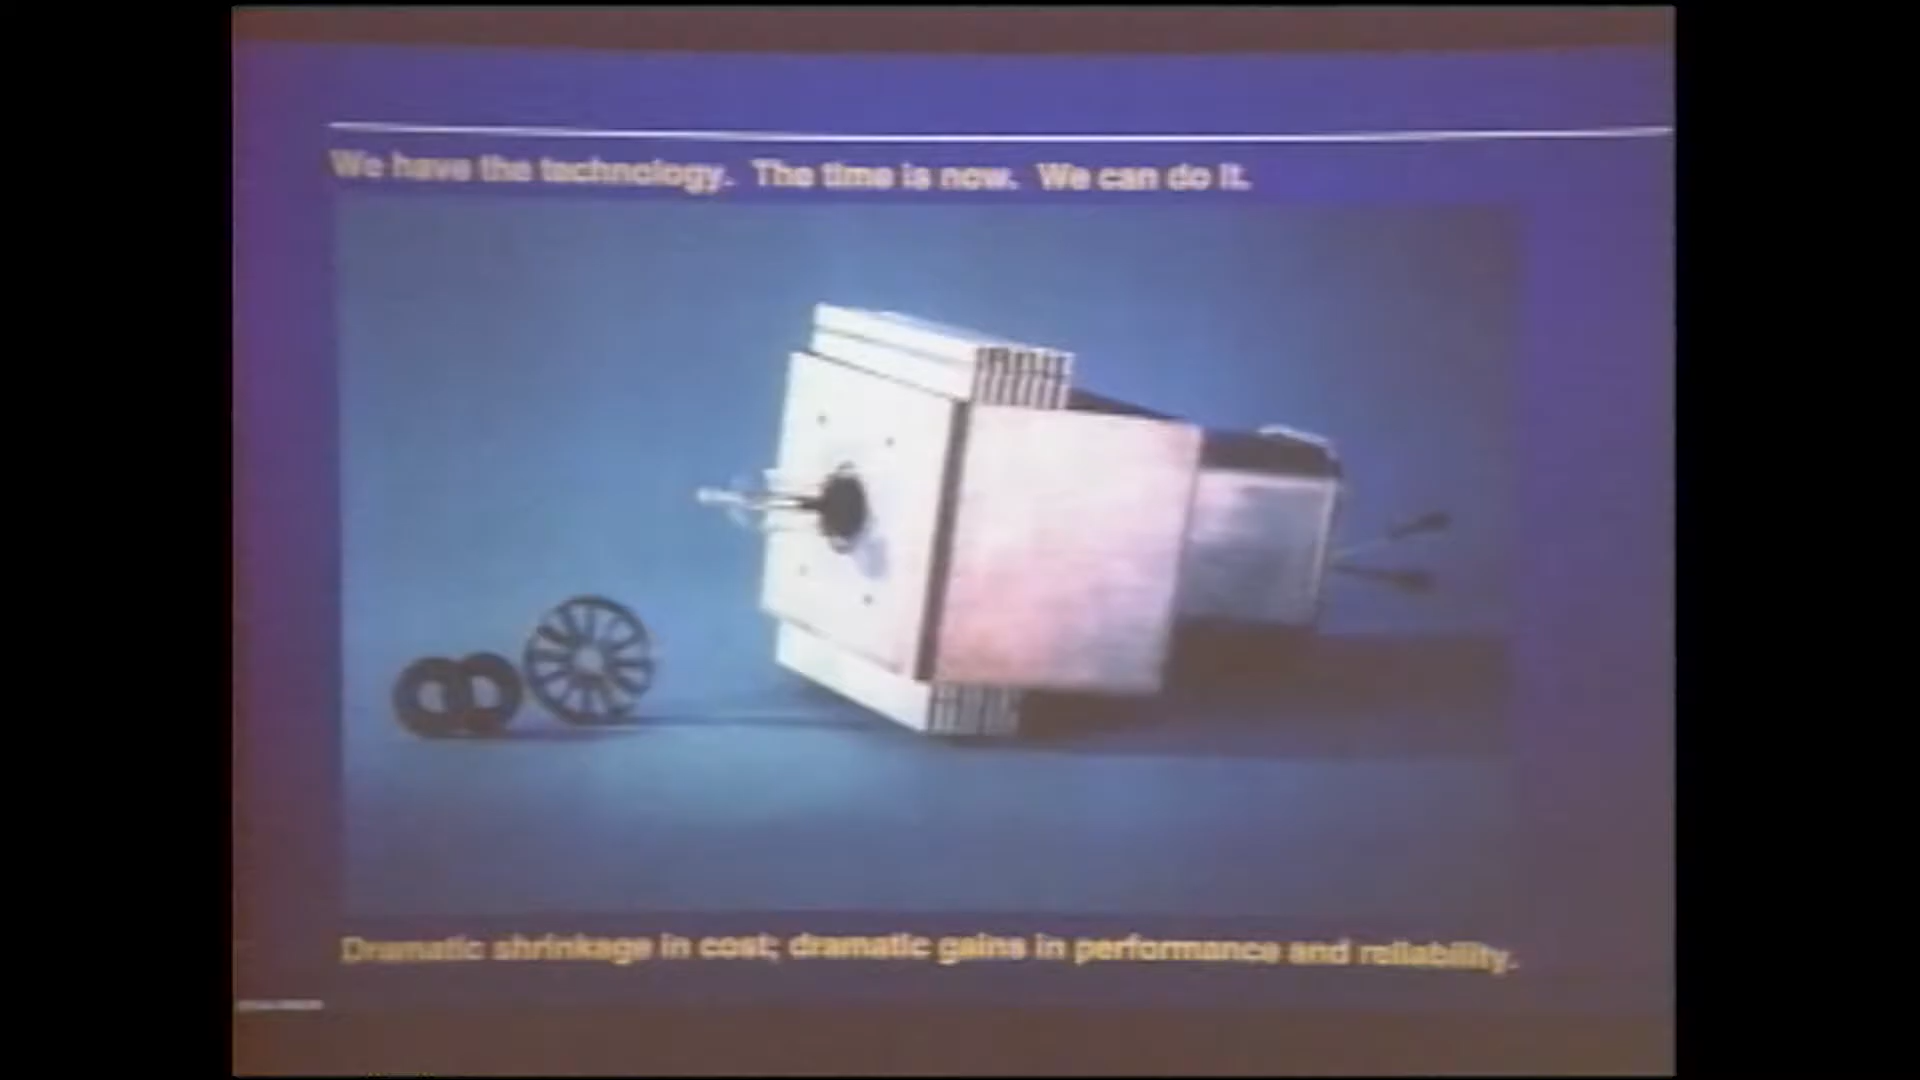 We have the technology. The time is now. We can do it.
Dramatic shrinkage in cost; dramatic gains in performance and reliability.